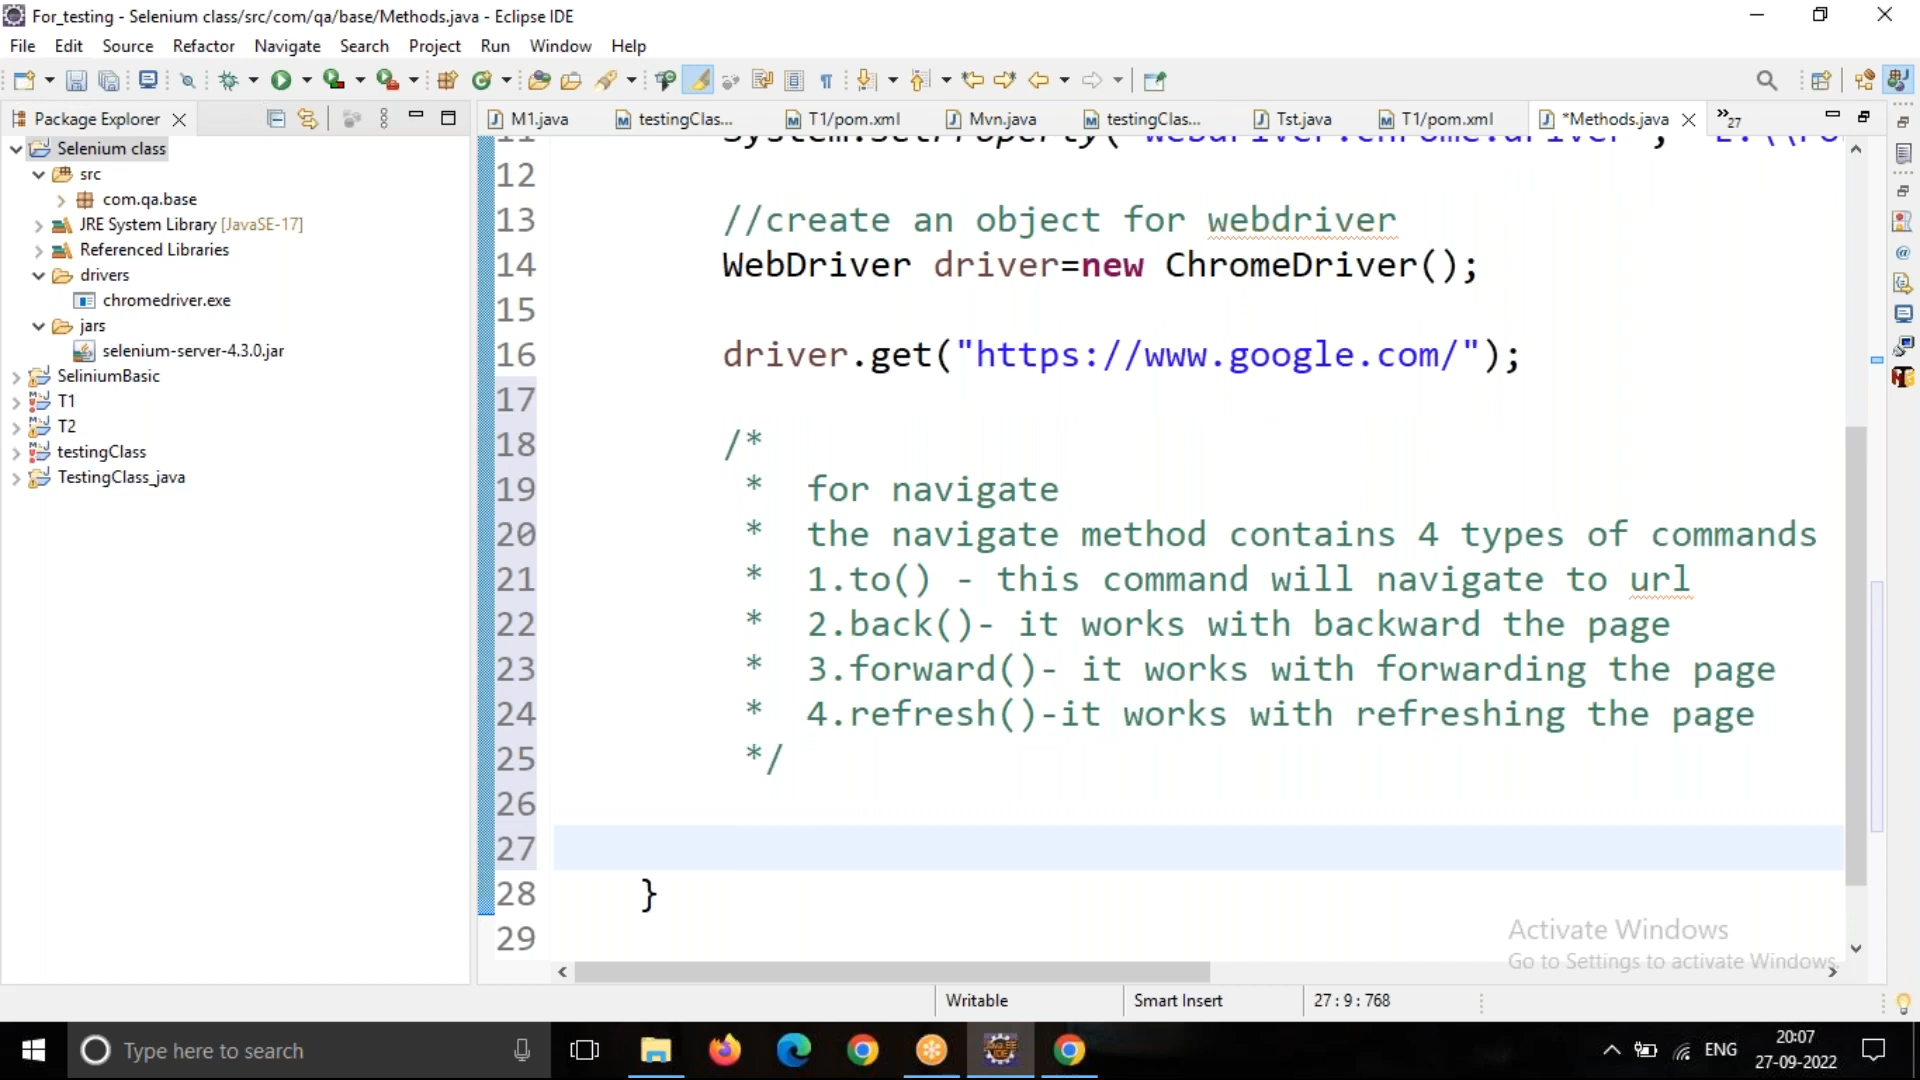 For_testing - Selenium class/src/com/qa/base/Methods.java - Eclipse IDE
File Edit Source Refactor Navigate Search Project Run Window Help
Package Explorer
M1.java testingClas... T1/pom.xml Mvn.java testingClas... Tst.java T1/pom.xml *Methods.java »27
Selenium class
src
com.qa.base
JRE System Library [JavaSE-17]
Referenced Libraries
drivers
chromedriver.exe
jars
selenium-server-4.3.0.jar
SeliniumBasic
T1
T2
testingClass
TestingClass_java
11 System.setProperty("webdriver.chrome.driver",
12
13 //create an object for webdriver
14 WebDriver driver=new ChromeDriver();
15
16 driver.get("https://www.google.com/");
17
18 /*
19 * for navigate
20 * the navigate method contains 4 types of commands
21 * 1.to() - this command will navigate to url
22 * 2.back()- it works with backward the page
23 * 3.forward()- it works with forwarding the page
24 * 4.refresh()-it works with refreshing the page
25 */
26
27
28 }
29
Activate Windows
Go to Settings to activate Windows.
Writable Smart Insert 27:9:768
Type here to search
ENG
20:07
27-09-2022